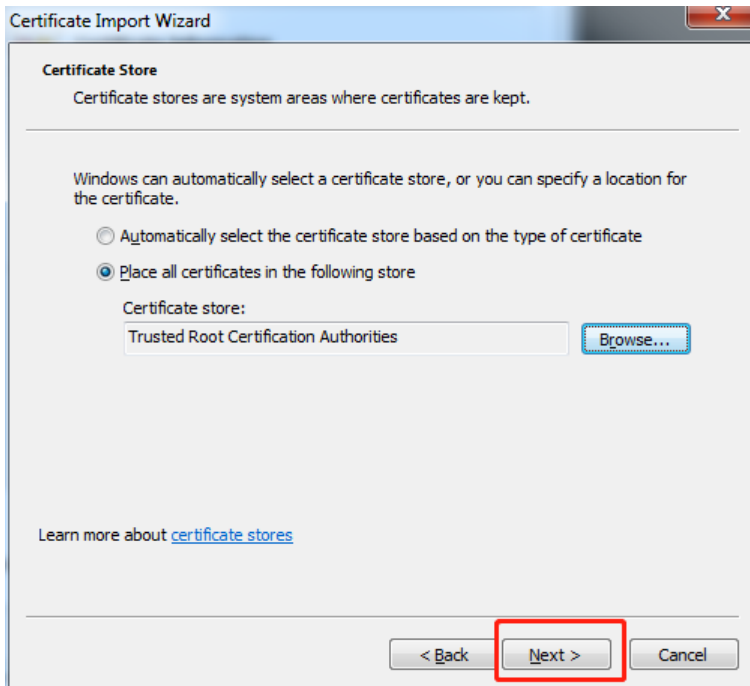 Certificate Import Wizard
Certificate Store
Certificate stores are system areas where certificates are kept.
Windows can automatically select a certificate store, or you can specify a location for
the certificate.
Automatically select the certificate store based on the type of certificate
Place all certificates in the following store
Certificate store:
Trusted Root Certification Authorities
Browse...
Learn more about certificate stores
< Back
Next >
Cancel